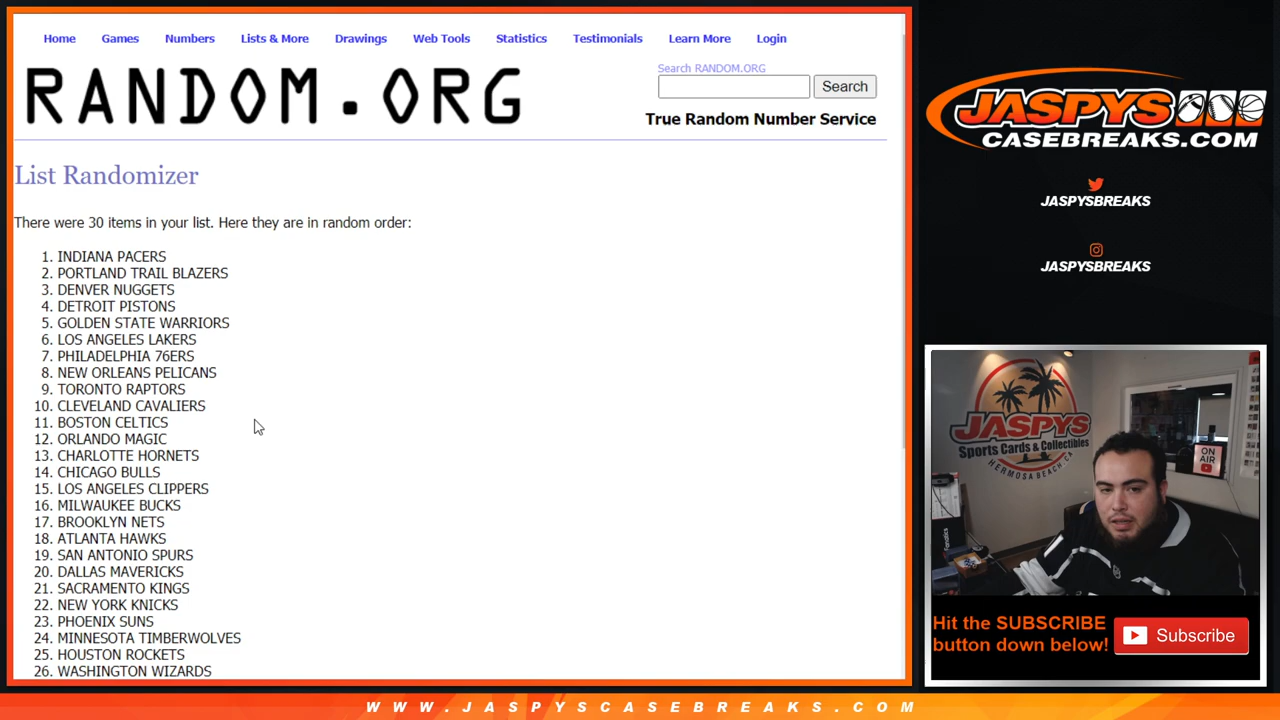 Home Games Numbers Lists & More Drawings Web Tools Statistics Testimonials Learn More Login
RANDOM.ORG
Search RANDOM.ORG
Search
True Random Number Service
List Randomizer
There were 30 items in your list. Here they are in random order:
1. INDIANA PACERS
2. PORTLAND TRAIL BLAZERS
3. DENVER NUGGETS
4. DETROIT PISTONS
5. GOLDEN STATE WARRIORS
6. LOS ANGELES LAKERS
7. PHILADELPHIA 76ERS
8. NEW ORLEANS PELICANS
9. TORONTO RAPTORS
10. CLEVELAND CAVALIERS
11. BOSTON CELTICS
12. ORLANDO MAGIC
13. CHARLOTTE HORNETS
14. CHICAGO BULLS
15. LOS ANGELES CLIPPERS
16. MILWAUKEE BUCKS
17. BROOKLYN NETS
18. ATLANTA HAWKS
19. SAN ANTONIO SPURS
20. DALLAS MAVERICKS
21. SACRAMENTO KINGS
22. NEW YORK KNICKS
23. PHOENIX SUNS
24. MINNESOTA TIMBERWOLVES
25. HOUSTON ROCKETS
26. WASHINGTON WIZARDS
JASPYS
CASEBREAKS.COM
JASPYSBREAKS
JASPYSBREAKS
JASPYS
Sports Cards & Collectibles
HERMOSA BEACH, CA
ON AIR
Fanatics
Hit the SUBSCRIBE
button down below!
Subscribe
WWW.JASPYSCASEBREAKS.COM